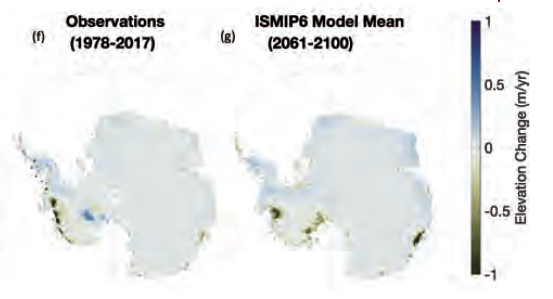 (f) Observations
(1978-2017)
(g) ISMIP6 Model Mean
(2061-2100)
1
0.5
0
-0.5
-1
Elevation Change (m/yr)